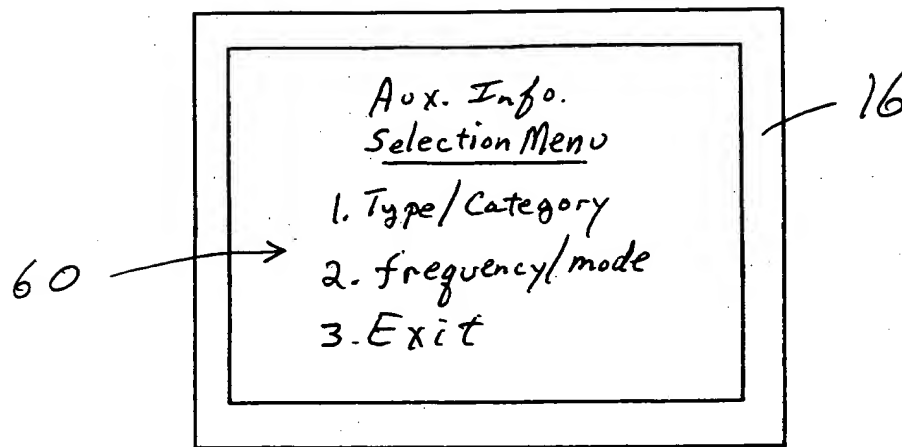 Aux. Info.
Selection Menu
1. Type/Category
2. frequency/mode
3. Exit
16
60